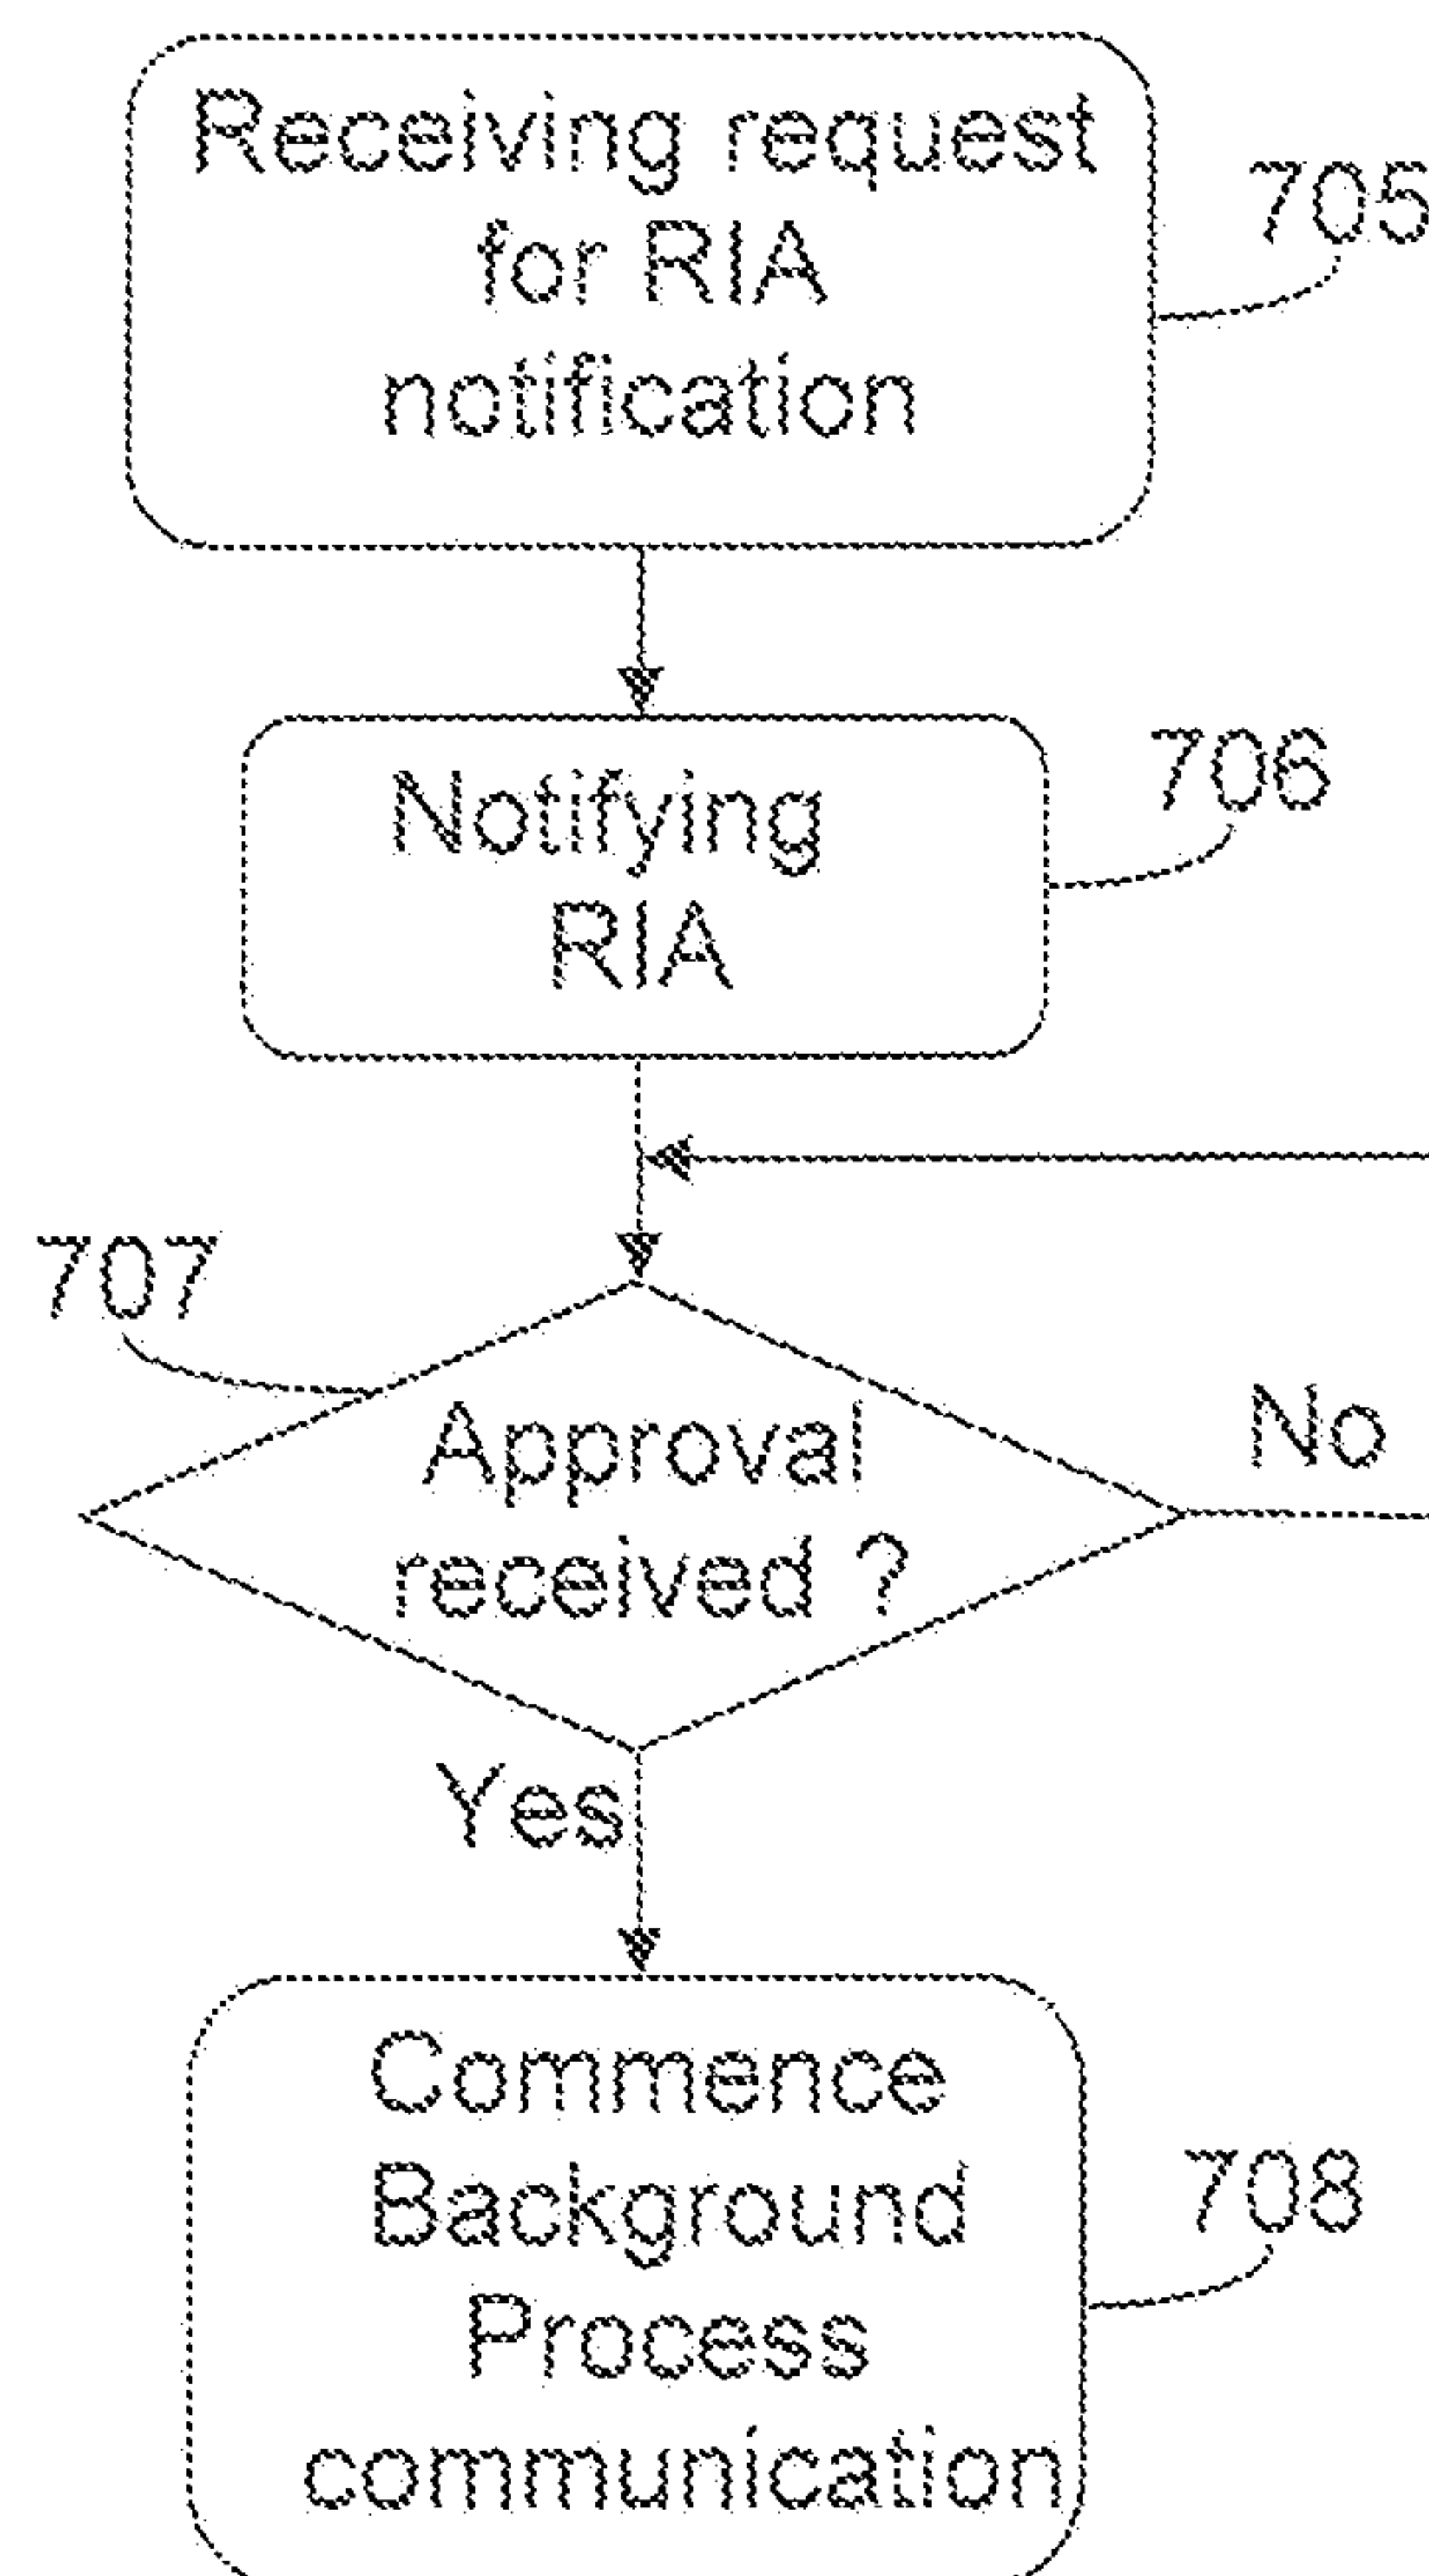 Receiving request
for RIA
notification
705
Notifying
RIA
706
707
Approval
received ?
No
Yes
Commence
Background
Process
communication
708